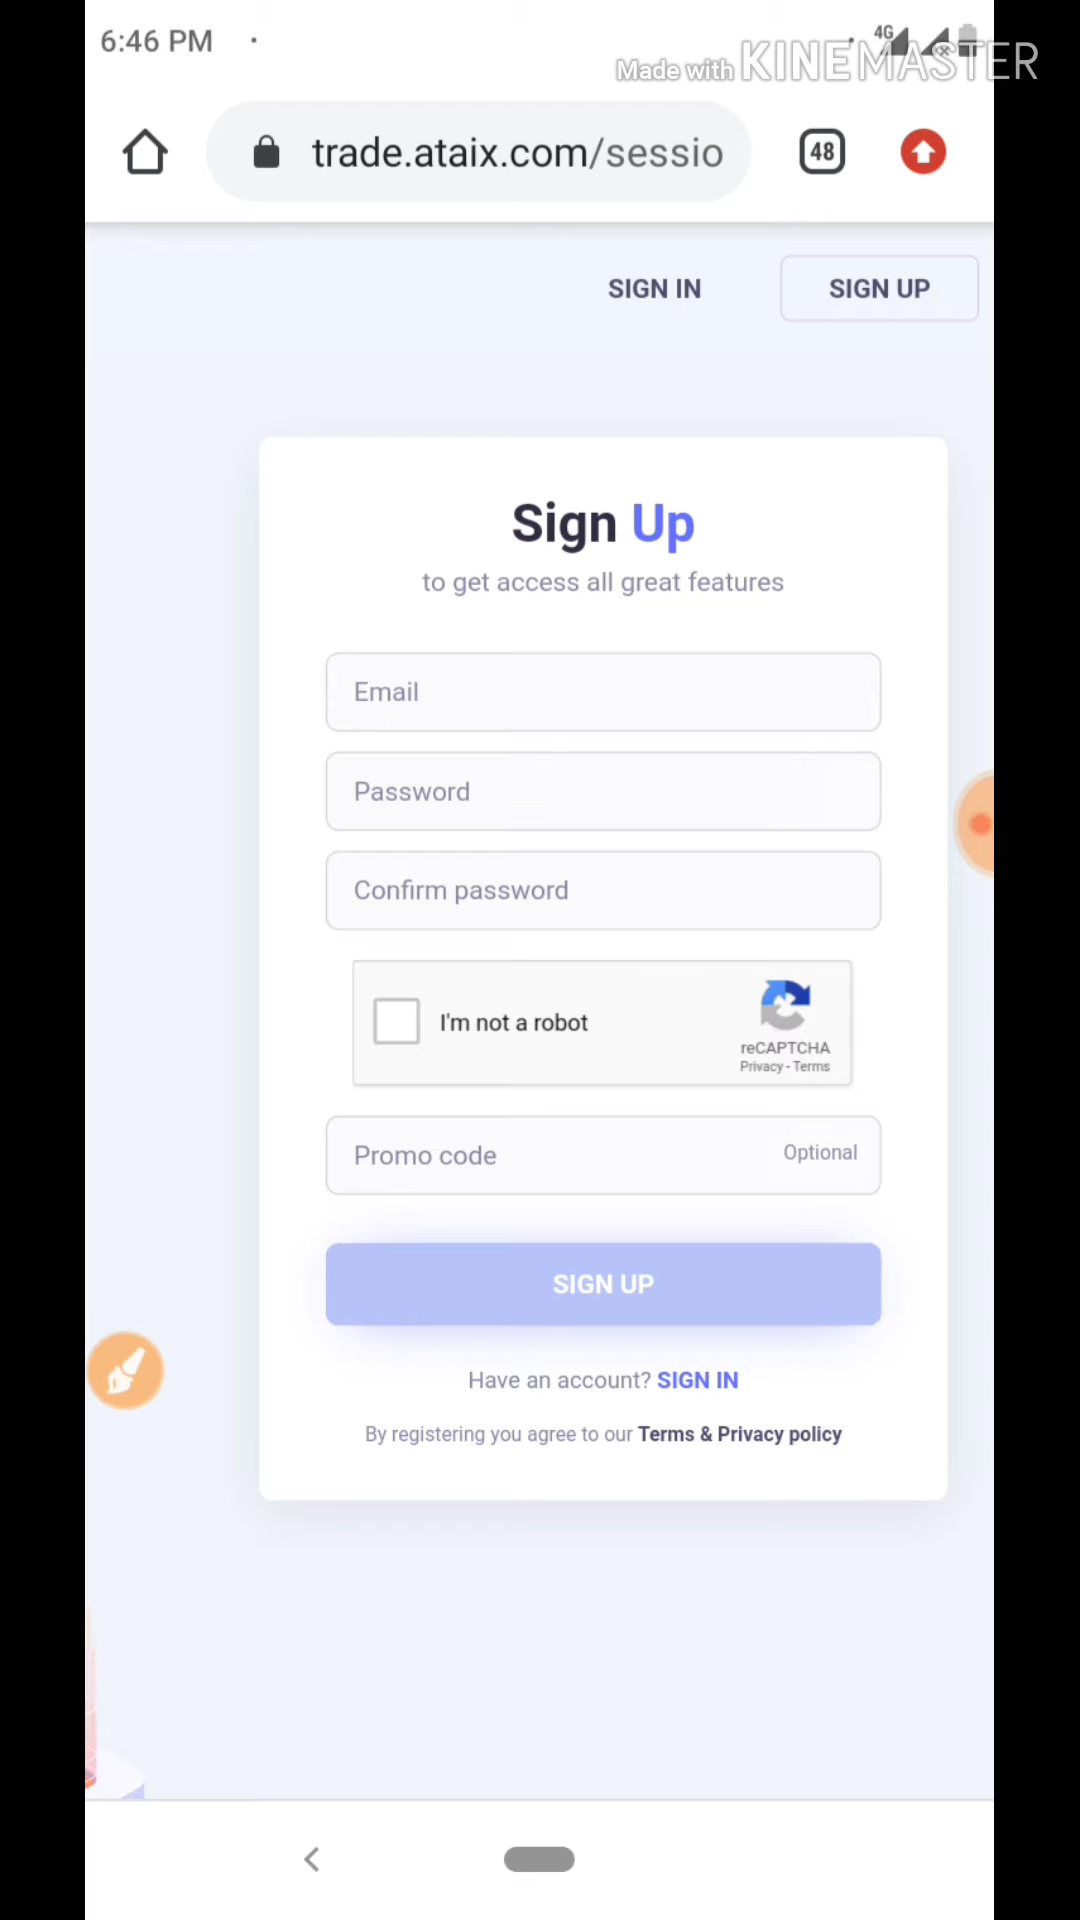 6:46 PM
4G
Made with KINEMASTER
trade.ataix.com/sessio
48
SIGN IN
SIGN UP
Sign Up
to get access all great features
Email
Password
Confirm password
I'm not a robot
reCAPTCHA
Privacy - Terms
Promo code
Optional
SIGN UP
Have an account? SIGN IN
By registering you agree to our Terms & Privacy policy